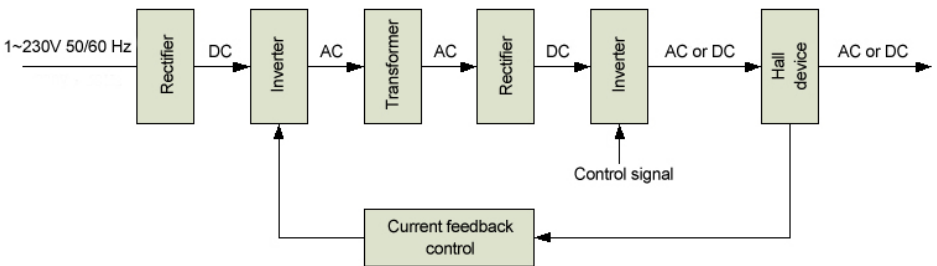 1~230V 50/60 Hz
Rectifier
DC
Inverter
AC
Transformer
AC
Rectifier
DC
Inverter
AC or DC
Hall
device
AC or DC
Control signal
Current feedback
control